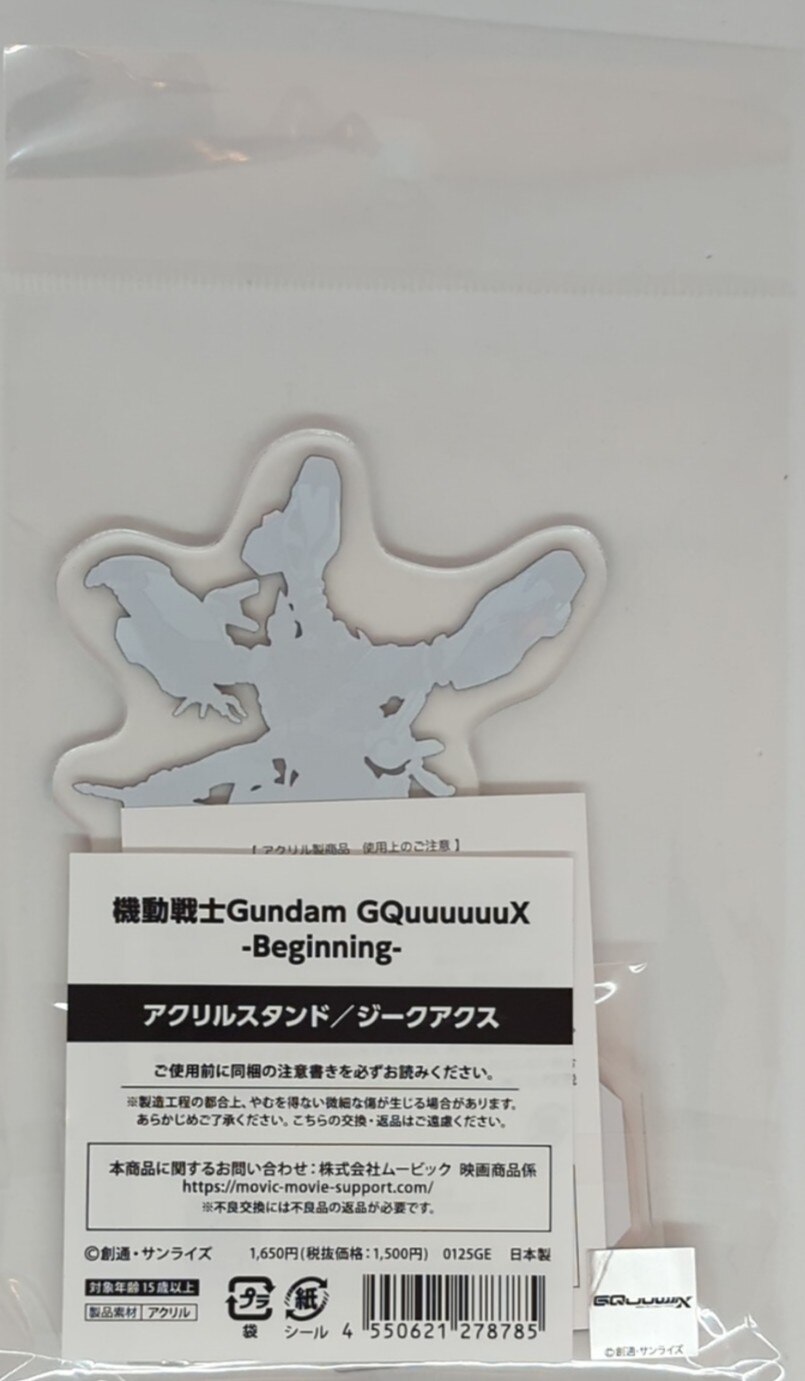 【アクリル製商品 使用上のご注意】
機動戦士Gundam GQuuuuuuX
-Beginning-
アクリルスタンド／ジークアクス
ご使用前に同梱の注意書きを必ずお読みください。
※製造工程の都合上、やむを得ない微細な傷が生じる場合があります。
あらかじめご了承ください。こちらの交換・返品はご遠慮ください。
本商品に関するお問い合わせ：株式会社ムービック 映画商品係
https://movic-movie-support.com/
※不良交換には不良品の返品が必要です。
©創通・サンライズ 1,650円(税抜価格：1,500円) 0125GE 日本製
対象年齢15歳以上
製品素材 アクリル
プラ
袋
紙
シール
4 550621 278785
GQuuuuuuX
©創通・サンライズ